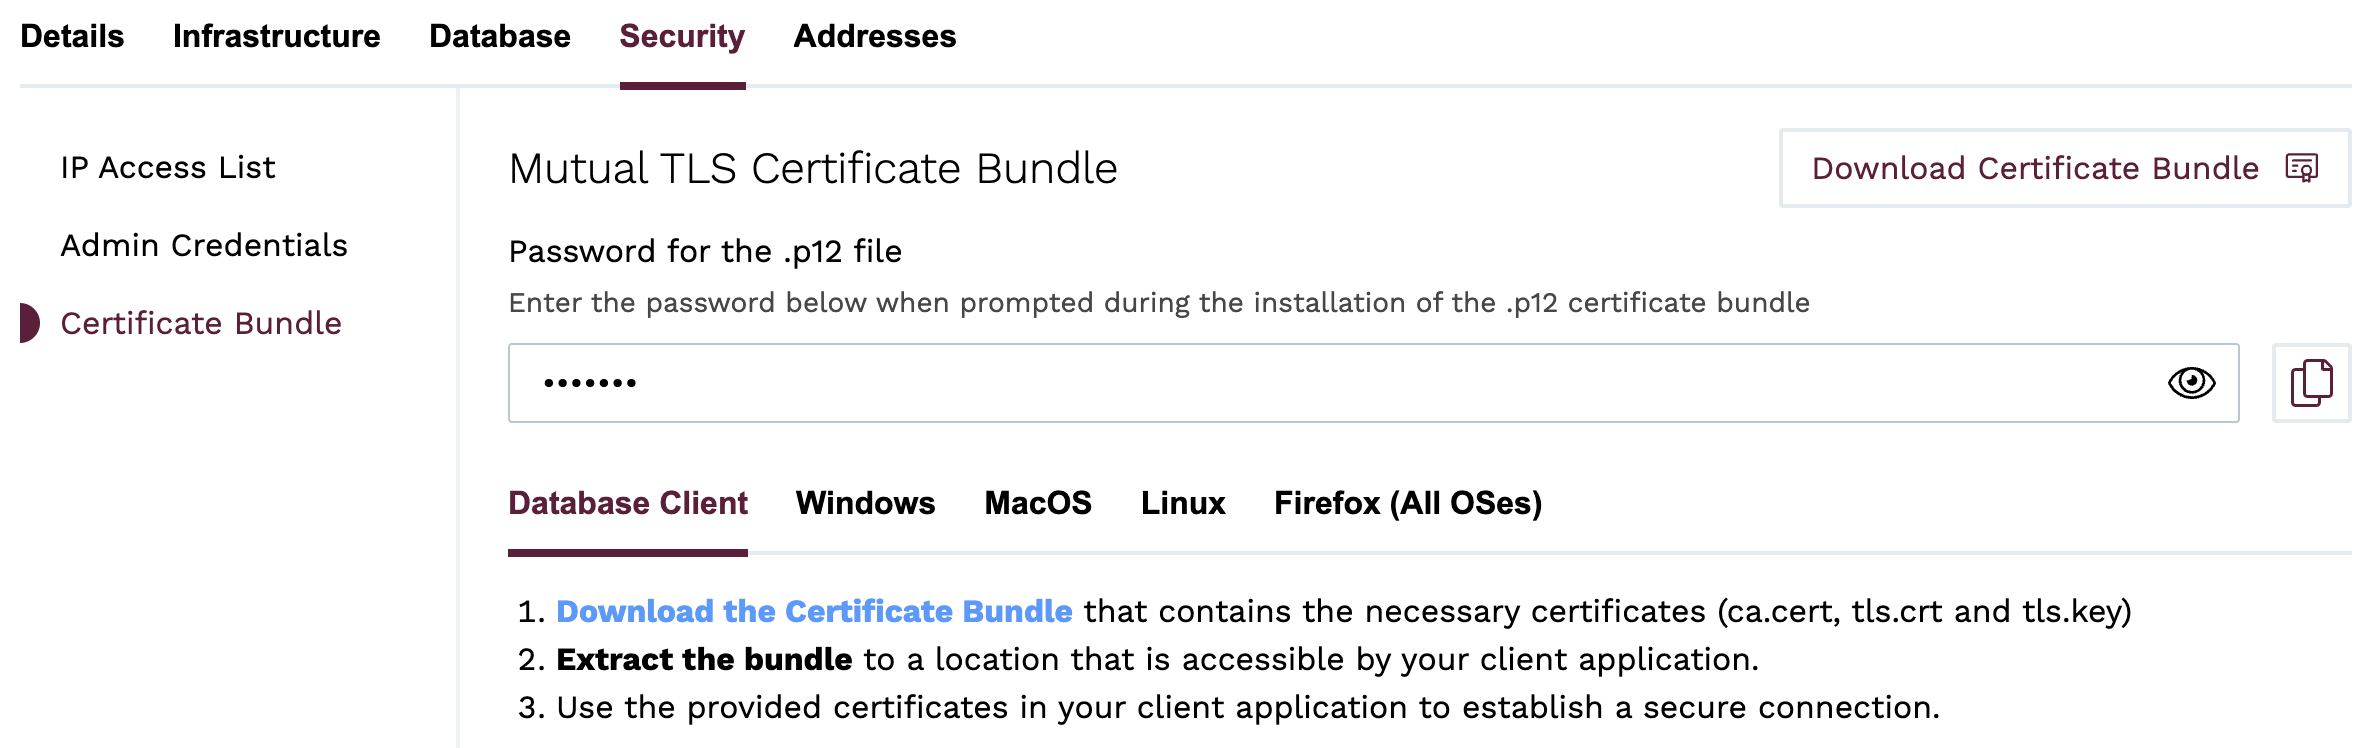 Details Infrastructure Database Security Addresses
IP Access List
Admin Credentials
Certificate Bundle
Mutual TLS Certificate Bundle
Download Certificate Bundle
Password for the .p12 file
Enter the password below when prompted during the installation of the .p12 certificate bundle
•••••••
Database Client Windows MacOS Linux Firefox (All OSes)
1. Download the Certificate Bundle that contains the necessary certificates (ca.cert, tls.crt and tls.key)
2. Extract the bundle to a location that is accessible by your client application.
3. Use the provided certificates in your client application to establish a secure connection.